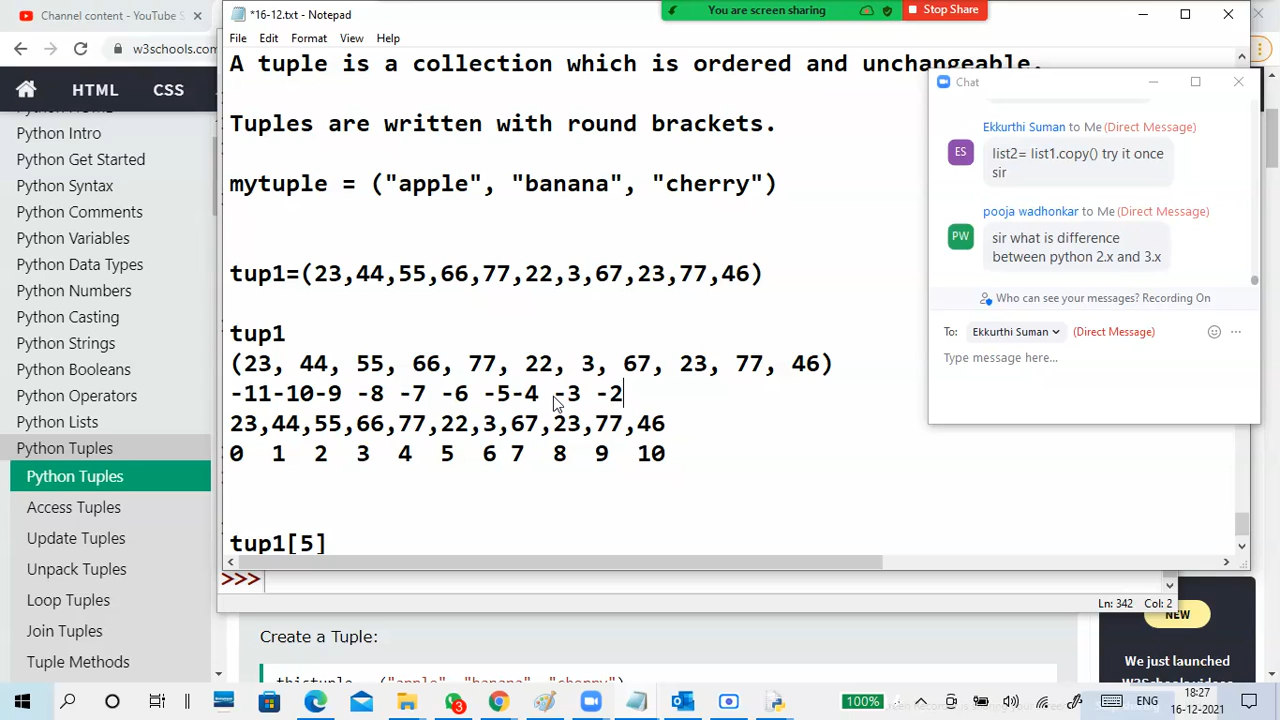 Channel content - YouTube S
w3schools.com
HTML CSS
Python Intro
Python Get Started
Python Syntax
Python Comments
Python Variables
Python Data Types
Python Numbers
Python Casting
Python Strings
Python Booleans
Python Operators
Python Lists
Python Tuples
Python Tuples
Access Tuples
Update Tuples
Unpack Tuples
Loop Tuples
Join Tuples
Tuple Methods
*16-12.txt - Notepad
You are screen sharing
Stop Share
File Edit Format View Help
A tuple is a collection which is ordered and unchangeable.
Tuples are written with round brackets.
mytuple = ("apple", "banana", "cherry")
tup1=(23,44,55,66,77,22,3,67,23,77,46)
tup1
(23, 44, 55, 66, 77, 22, 3, 67, 23, 77, 46)
-11-10-9 -8 -7 -6 -5-4 -3 -2
23,44,55,66,77,22,3,67,23,77,46
0 1 2 3 4 5 6 7 8 9 10
tup1[5]
>>>
Ln: 342 Col: 2
Create a Tuple:
thistuple = ("apple", "banana", "cherry")
Chat
Ekkurthi Suman to Me (Direct Message)
ES
list2= list1.copy() try it once
sir
pooja wadhonkar to Me (Direct Message)
PW
sir what is difference
between python 2.x and 3.x
Who can see your messages? Recording On
To: Ekkurthi Suman (Direct Message)
Type message here...
NEW
We just launched
W3Schools videos
3
100%
ENG
18:27
16-12-2021